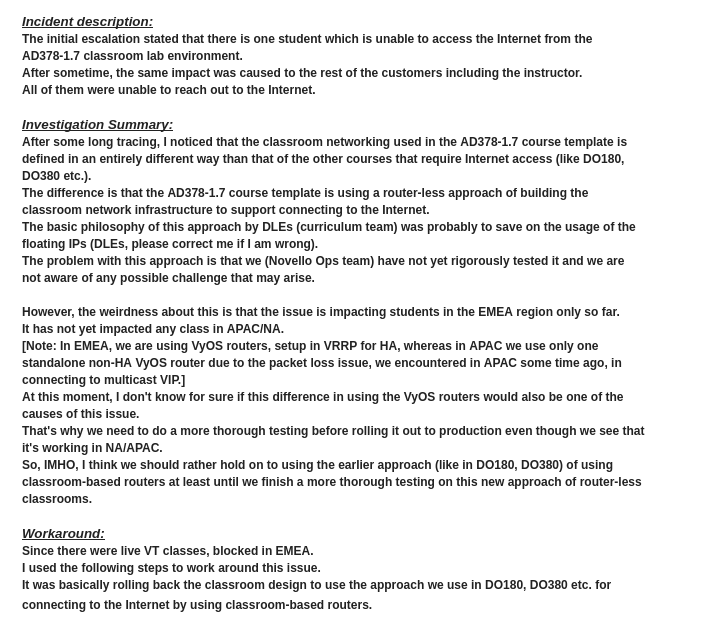 Incident description:
The initial escalation stated that there is one student which is unable to access the Internet from the
AD378-1.7 classroom lab environment.
After sometime, the same impact was caused to the rest of the customers including the instructor.
All of them were unable to reach out to the Internet.
Investigation Summary:
After some long tracing, I noticed that the classroom networking used in the AD378-1.7 course template is
defined in an entirely different way than that of the other courses that require Internet access (like DO180,
DO380 etc.).
The difference is that the AD378-1.7 course template is using a router-less approach of building the
classroom network infrastructure to support connecting to the Internet.
The basic philosophy of this approach by DLEs (curriculum team) was probably to save on the usage of the
floating IPs (DLEs, please correct me if I am wrong).
The problem with this approach is that we (Novello Ops team) have not yet rigorously tested it and we are
not aware of any possible challenge that may arise.
However, the weirdness about this is that the issue is impacting students in the EMEA region only so far.
It has not yet impacted any class in APAC/NA.
[Note: In EMEA, we are using VyOS routers, setup in VRRP for HA, whereas in APAC we use only one
standalone non-HA VyOS router due to the packet loss issue, we encountered in APAC some time ago, in
connecting to multicast VIP.]
At this moment, I don't know for sure if this difference in using the VyOS routers would also be one of the
causes of this issue.
That's why we need to do a more thorough testing before rolling it out to production even though we see that
it's working in NA/APAC.
So, IMHO, I think we should rather hold on to using the earlier approach (like in DO180, DO380) of using
classroom-based routers at least until we finish a more thorough testing on this new approach of router-less
classrooms.
Workaround:
Since there were live VT classes, blocked in EMEA.
I used the following steps to work around this issue.
It was basically rolling back the classroom design to use the approach we use in DO180, DO380 etc. for
connecting to the Internet by using classroom-based routers.